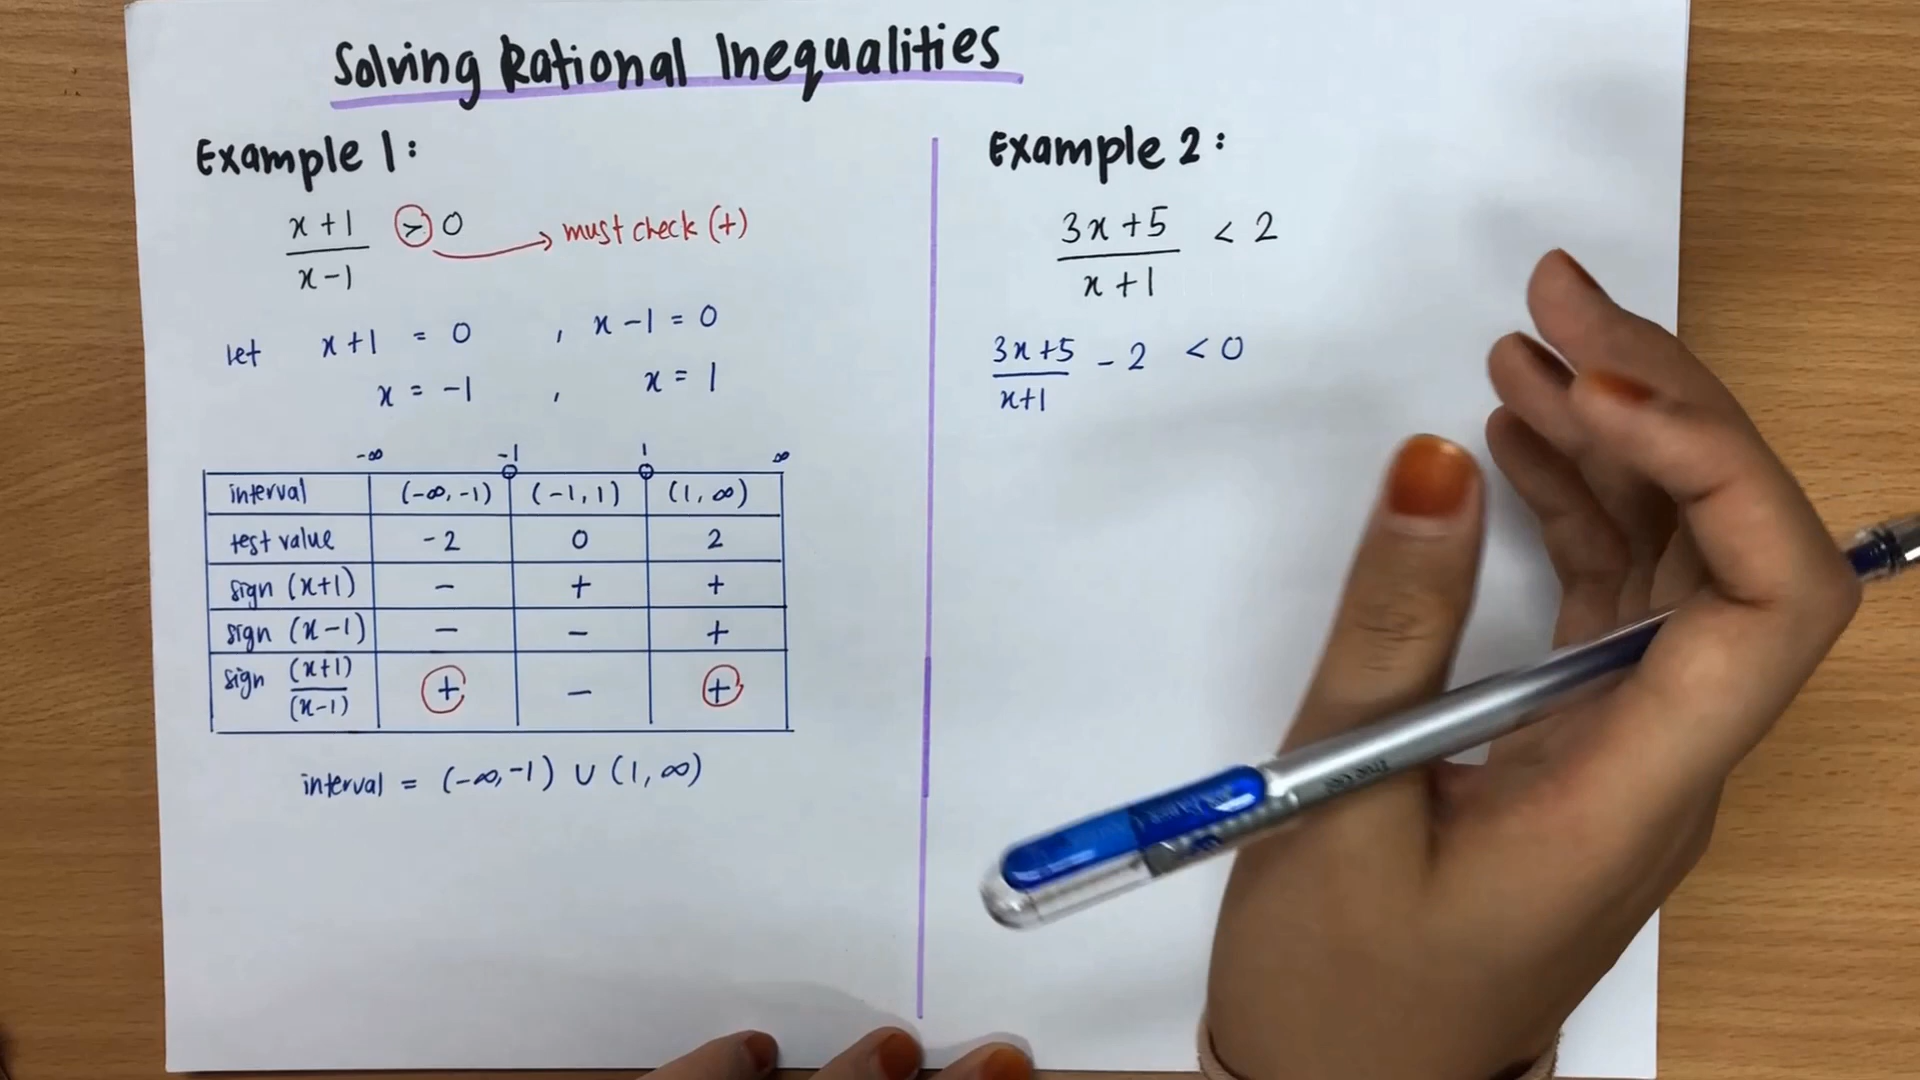 Solving Rational Inequalities
Example 1:
x+1
x-1
> 0
must check (+)
let x+1 = 0 , x-1 = 0
x = -1 , x = 1
-∞ -1 1 ∞
interval (-∞,-1) (-1,1) (1,∞)
test value -2 0 2
sign (x+1) - + +
sign (x-1) - - +
sign (x+1)/(x-1) + - +
interval = (-∞,-1) ∪ (1,∞)
Example 2:
3x+5
x+1
< 2
3x+5
x+1
- 2 < 0